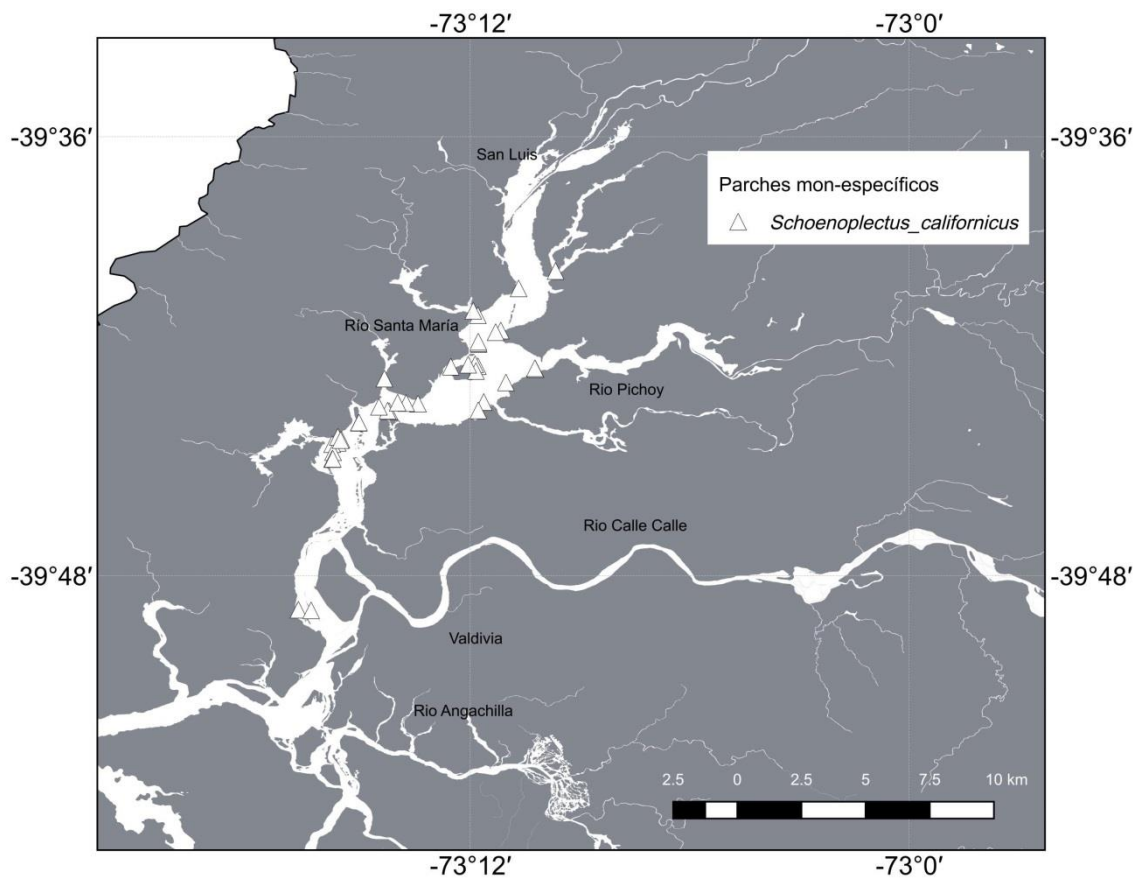 -73°12′
-73°0′
-39°36′
-39°36′
San Luis
Parches mon-específicos
Schoenoplectus_californicus
Río Santa María
Rio Pichoy
Rio Calle Calle
-39°48′
-39°48′
Valdivia
Rio Angachilla
2.5 0 2.5 5 7.5 10 km
-73°12′
-73°0′